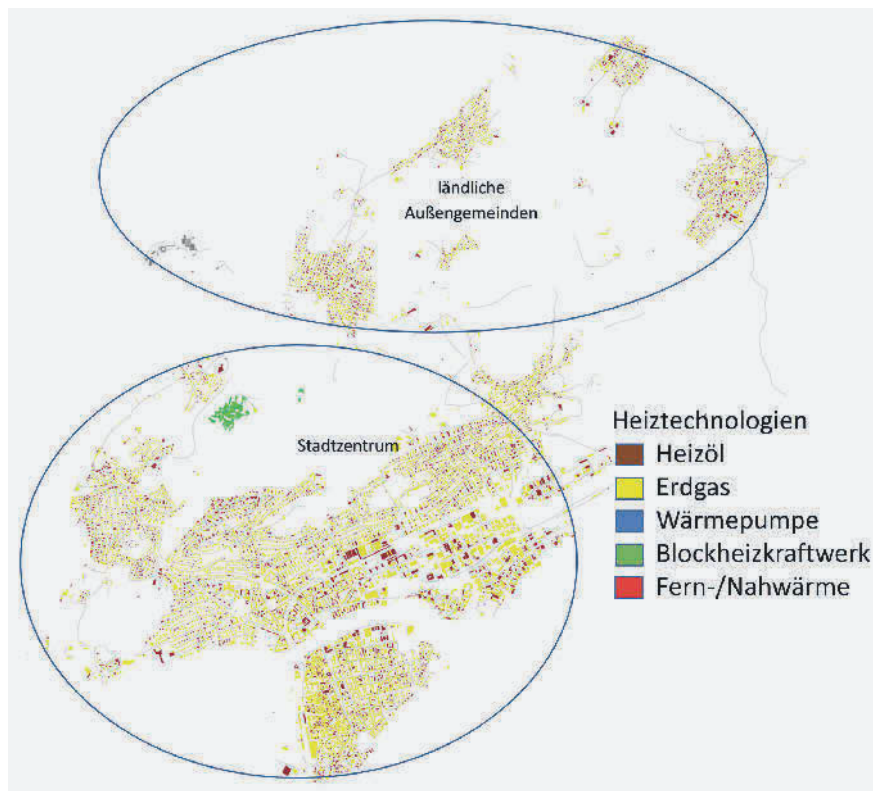 ländliche
Außengemeinden
Stadtzentrum
Heiztechnologien
Heizöl
Erdgas
Wärmepumpe
Blockheizkraftwerk
Fern-/Nahwärme